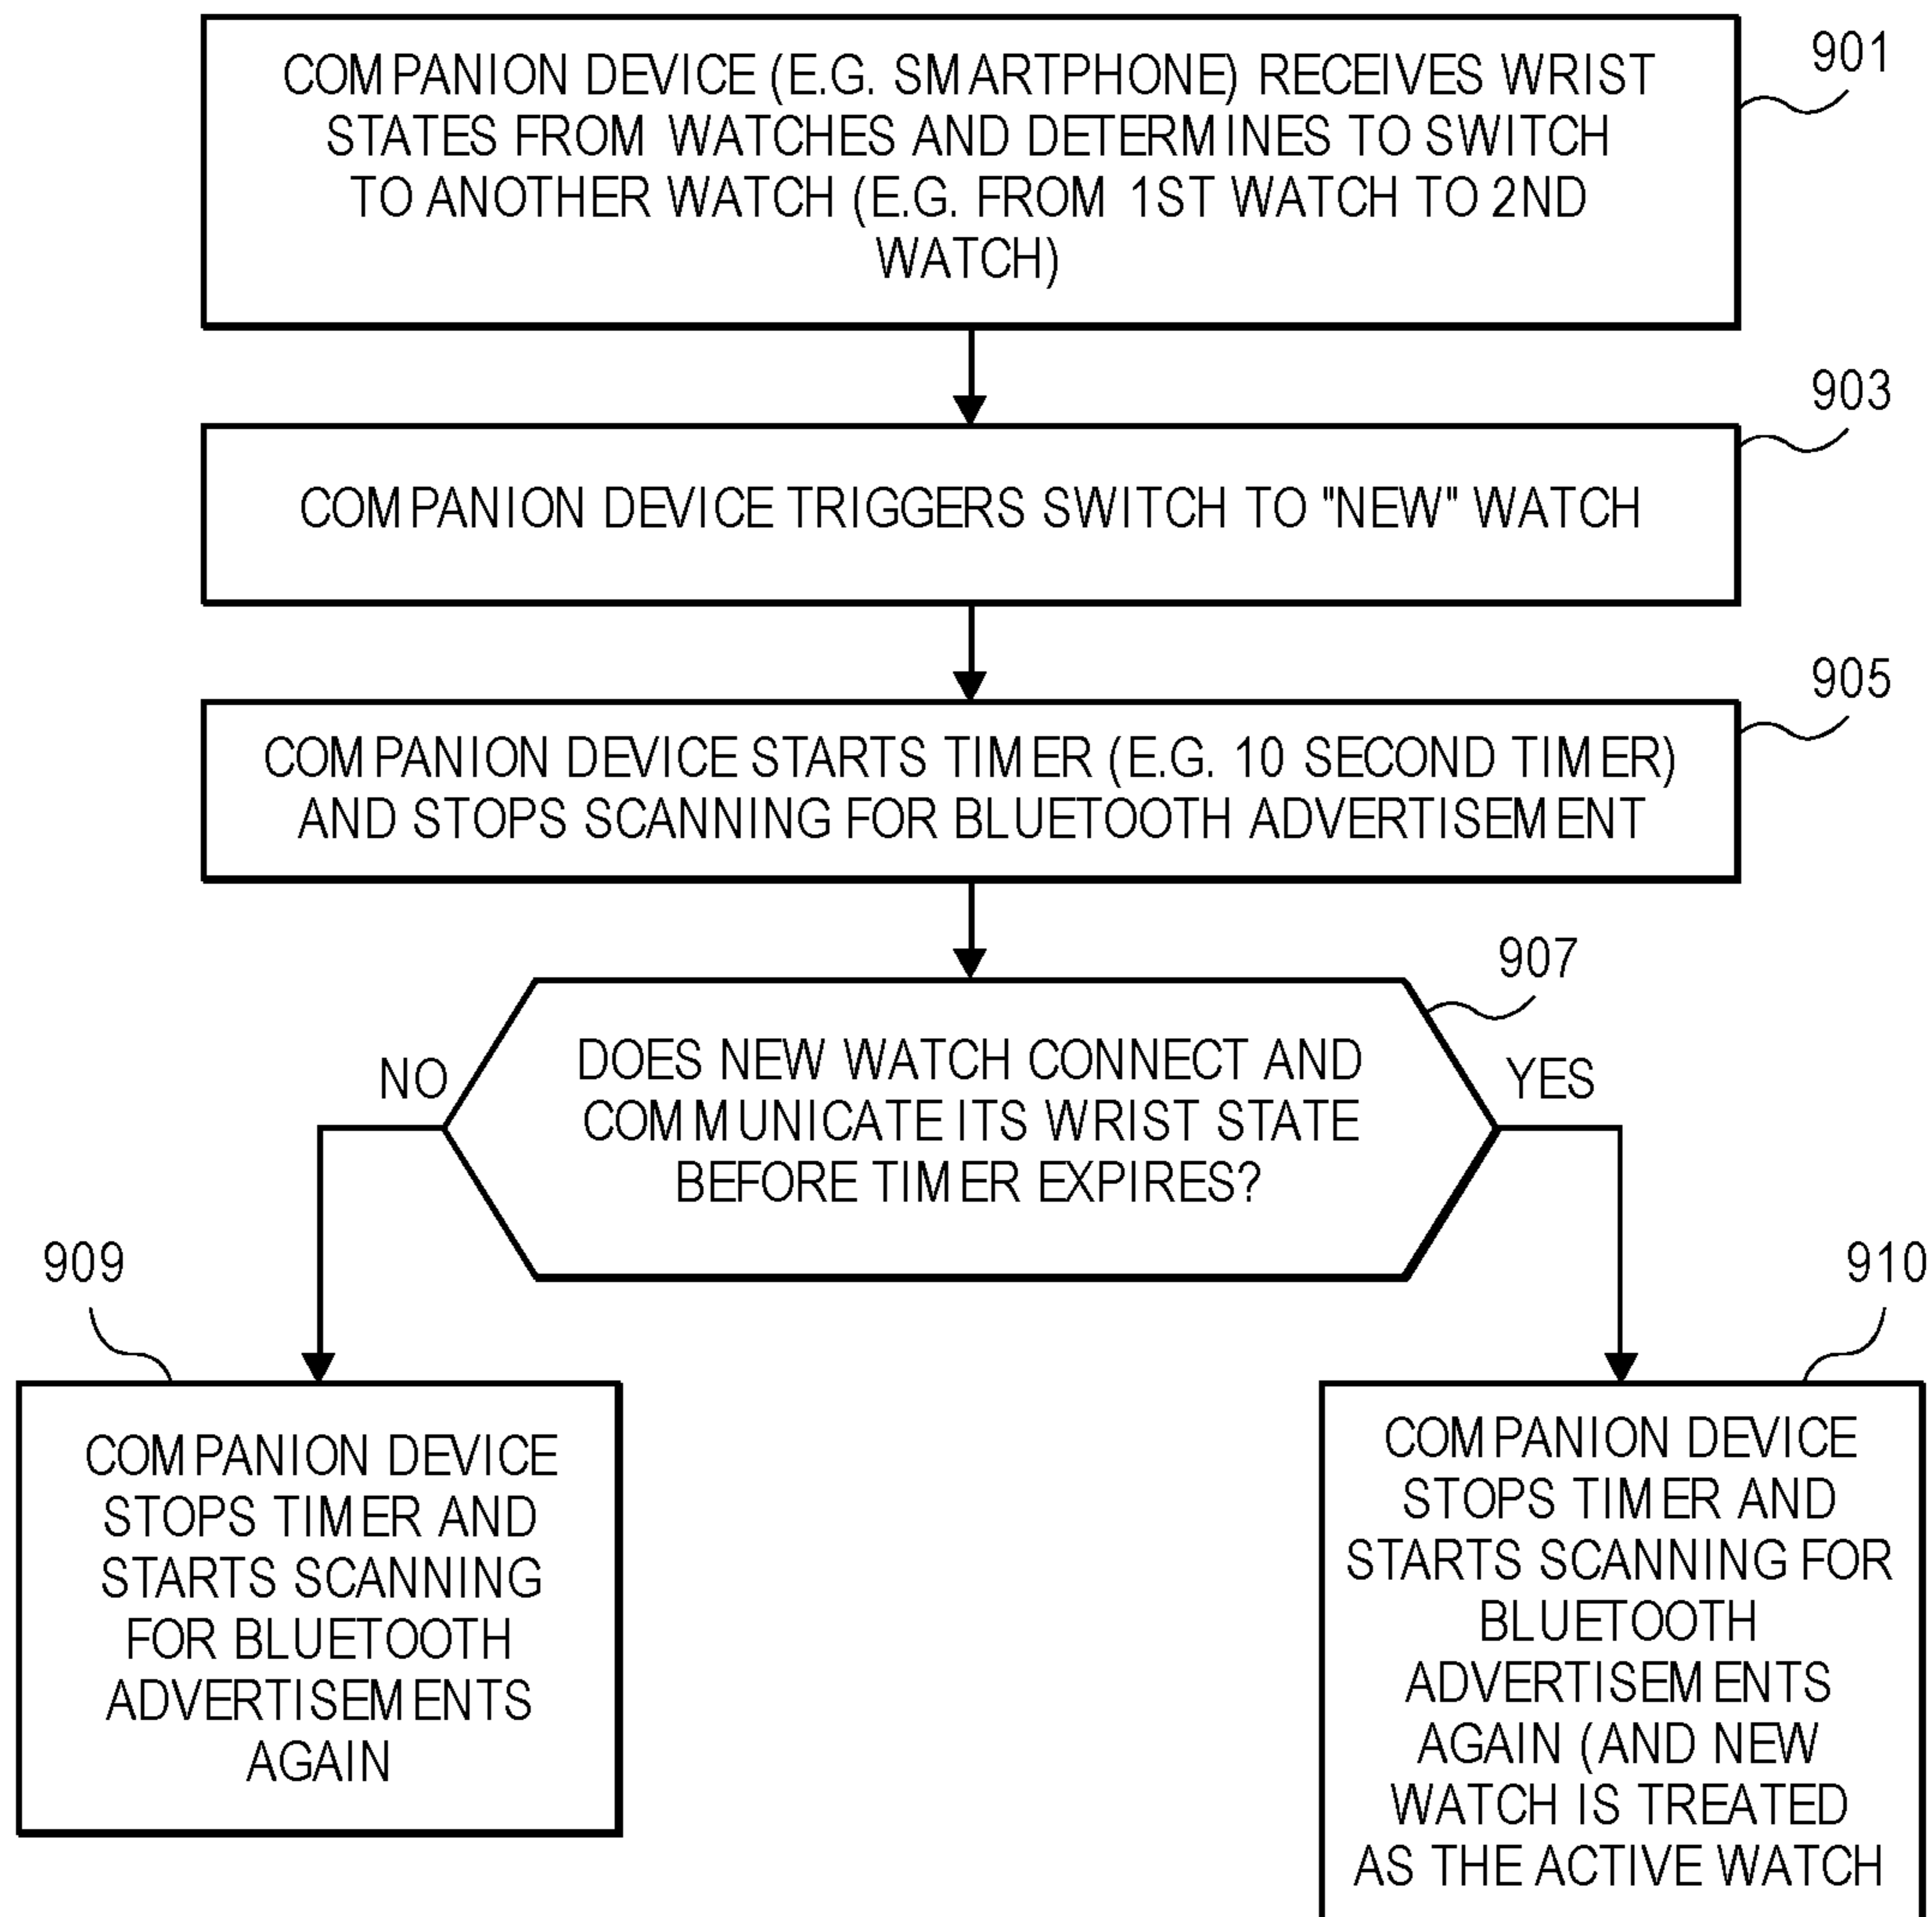 COMPANION DEVICE (E.G. SMARTPHONE) RECEIVES WRIST
STATES FROM WATCHES AND DETERMINES TO SWITCH
TO ANOTHER WATCH (E.G. FROM 1ST WATCH TO 2ND
WATCH)
901
903
COMPANION DEVICE TRIGGERS SWITCH TO "NEW" WATCH
905
COMPANION DEVICE STARTS TIMER (E.G. 10 SECOND TIMER)
AND STOPS SCANNING FOR BLUETOOTH ADVERTISEMENT
907
DOES NEW WATCH CONNECT AND
COMMUNICATE ITS WRIST STATE
BEFORE TIMER EXPIRES?
NO
YES
909
COMPANION DEVICE
STOPS TIMER AND
STARTS SCANNING
FOR BLUETOOTH
ADVERTISEMENTS
AGAIN
910
COMPANION DEVICE
STOPS TIMER AND
STARTS SCANNING FOR
BLUETOOTH
ADVERTISEMENTS
AGAIN (AND NEW
WATCH IS TREATED
AS THE ACTIVE WATCH